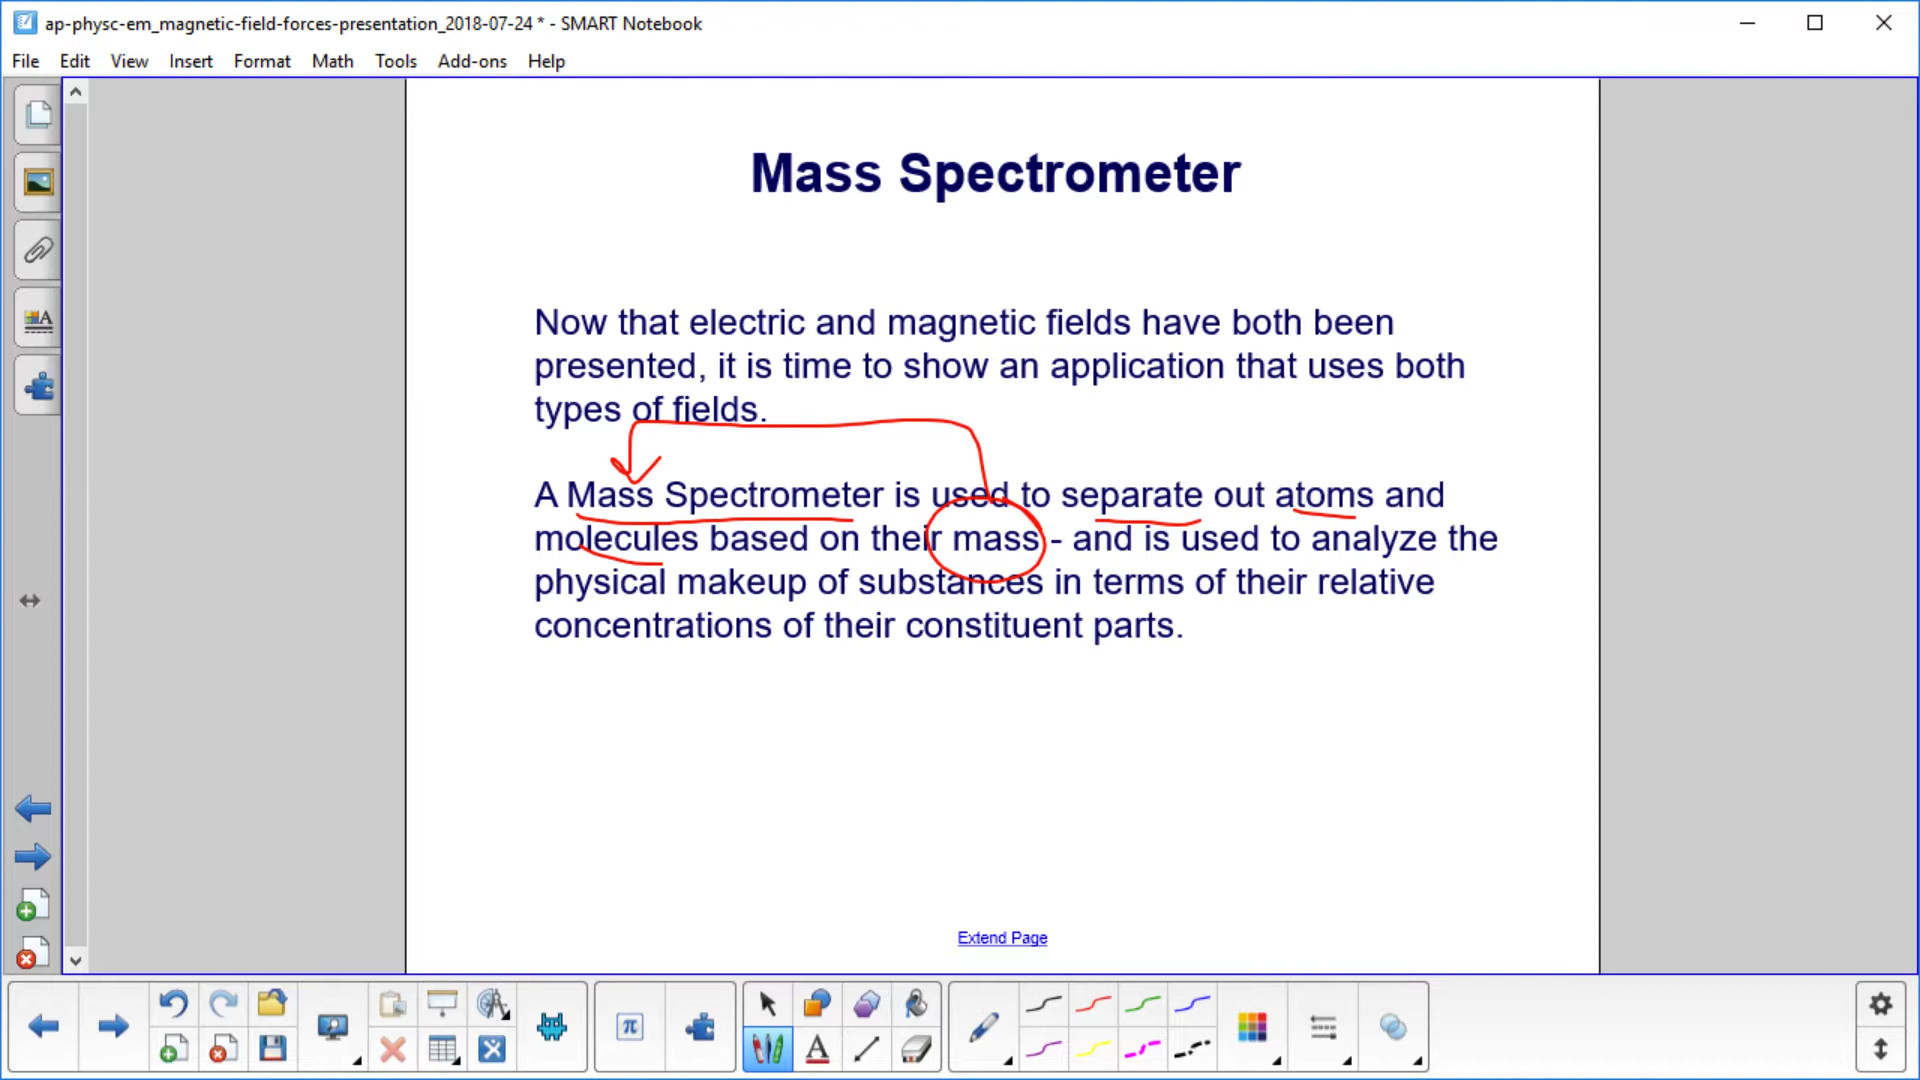 ap-physc-em_magnetic-field-forces-presentation_2018-07-24 * - SMART Notebook
File Edit View Insert Format Math Tools Add-ons Help
Mass Spectrometer
Now that electric and magnetic fields have both been
presented, it is time to show an application that uses both
types of fields.
A Mass Spectrometer is used to separate out atoms and
molecules based on their mass - and is used to analyze the
physical makeup of substances in terms of their relative
concentrations of their constituent parts.
Extend Page